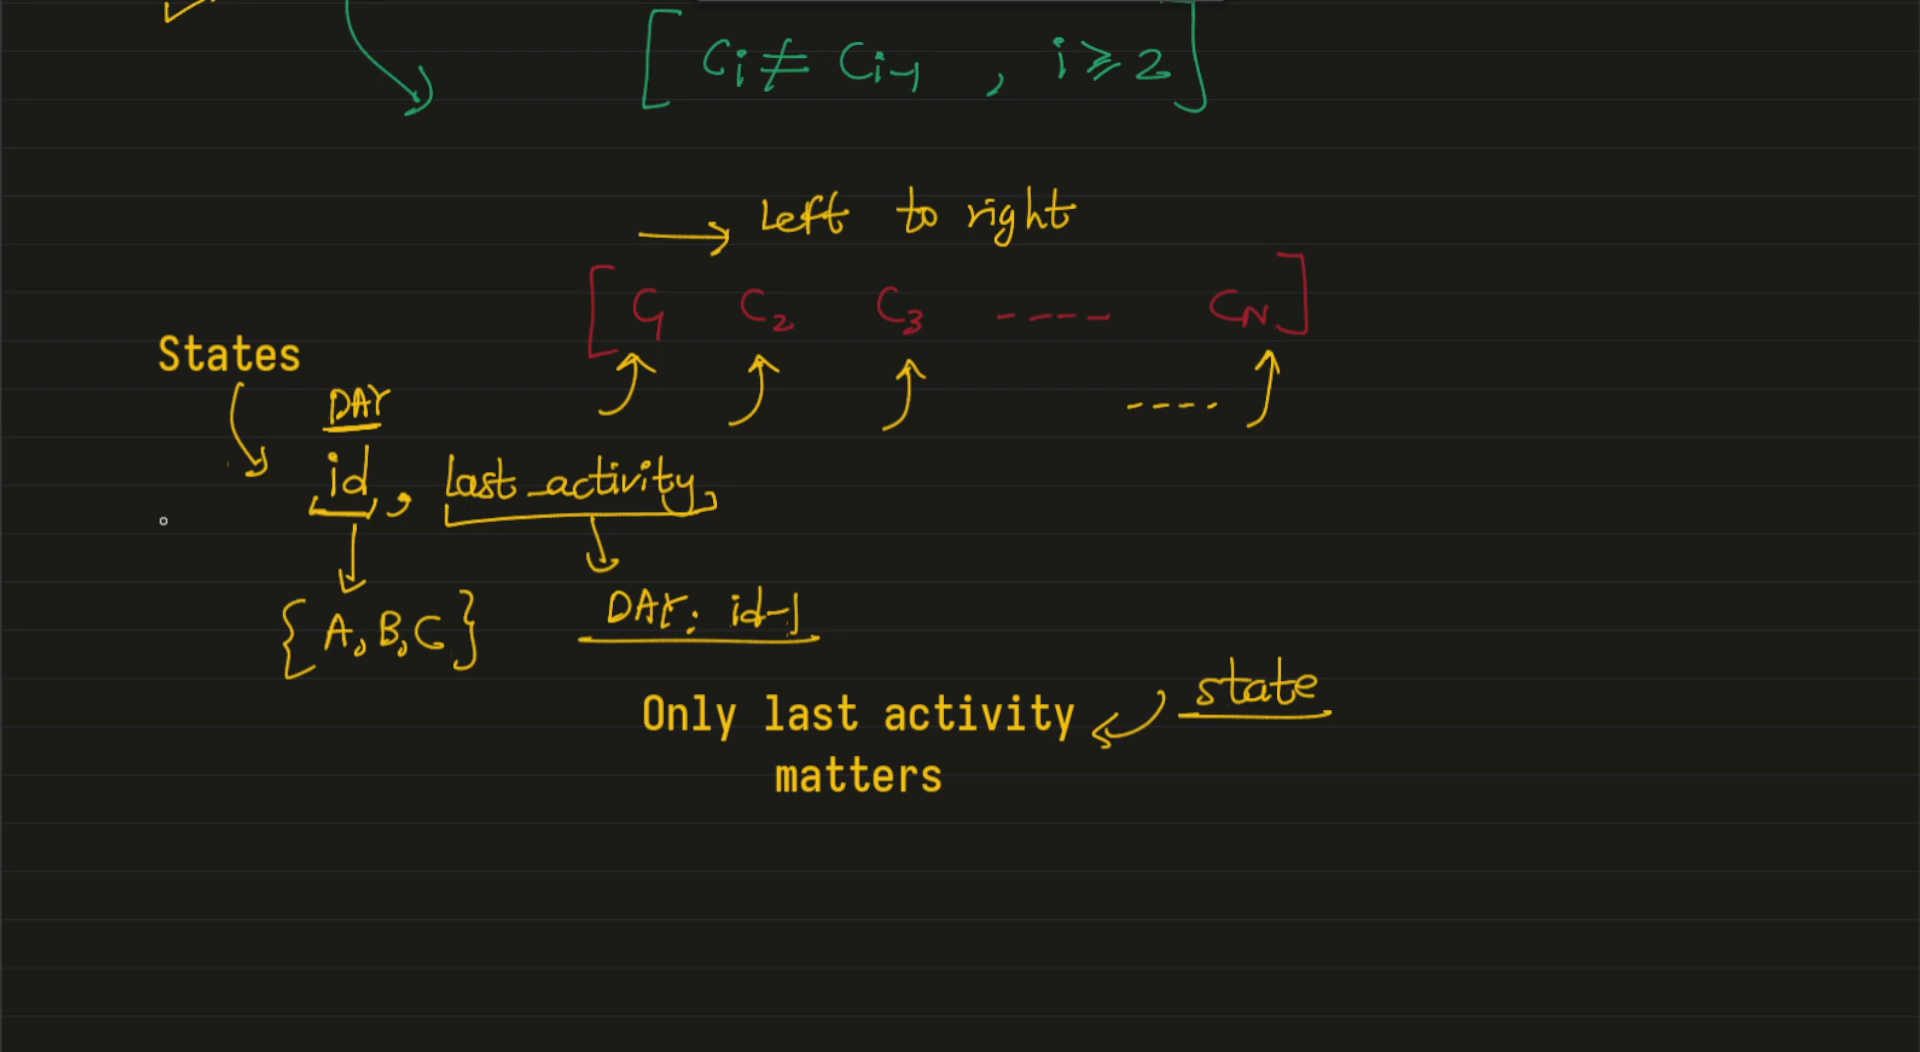 [ Ci ≠ Ci-1 , i ≥ 2 ]
→ Left to right
[ C1 C2 C3 ---- CN ]
States
DAY
----
id, last_activity
{A, B, C}
DAY: id-1
state
Only last activity
matters